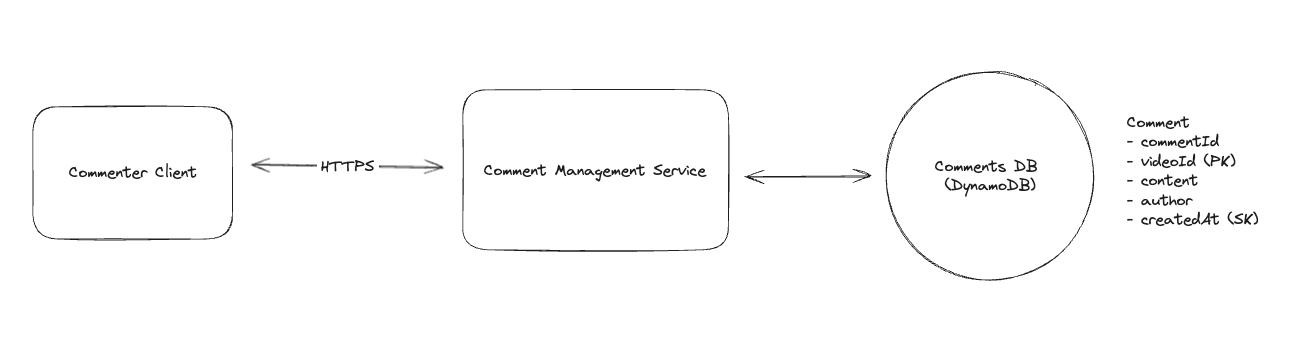 Commenter Client
HTTPS
Comment Management Service
Comments DB
(DynamoDB)
Comment
- commentId
- videoId (PK)
- content
- author
- createdAt (SK)